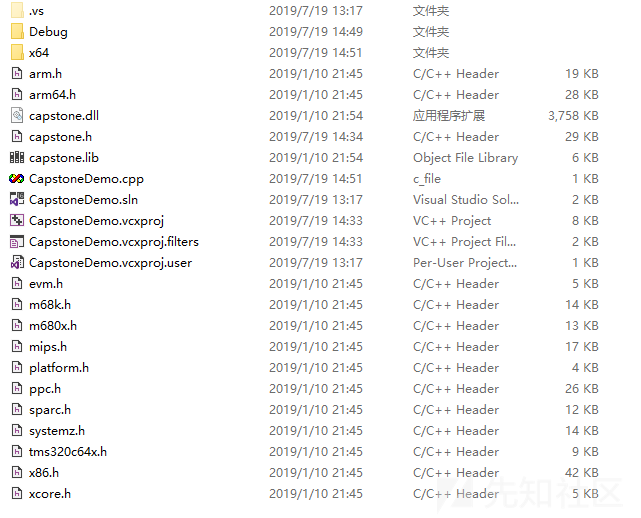 .vs 2019/7/19 13:17 文件夹
Debug 2019/7/19 14:49 文件夹
x64 2019/7/19 14:51 文件夹
arm.h 2019/1/10 21:45 C/C++ Header 19 KB
arm64.h 2019/1/10 21:45 C/C++ Header 28 KB
capstone.dll 2019/1/10 21:54 应用程序扩展 3,758 KB
capstone.h 2019/7/19 14:34 C/C++ Header 29 KB
capstone.lib 2019/1/10 21:54 Object File Library 6 KB
CapstoneDemo.cpp 2019/7/19 14:51 c_file 1 KB
CapstoneDemo.sln 2019/7/19 13:17 Visual Studio Sol... 2 KB
CapstoneDemo.vcxproj 2019/7/19 14:33 VC++ Project 8 KB
CapstoneDemo.vcxproj.filters 2019/7/19 14:33 VC++ Project Fil... 2 KB
CapstoneDemo.vcxproj.user 2019/7/19 13:17 Per-User Project... 1 KB
evm.h 2019/1/10 21:45 C/C++ Header 5 KB
m68k.h 2019/1/10 21:45 C/C++ Header 14 KB
m680x.h 2019/1/10 21:45 C/C++ Header 13 KB
mips.h 2019/1/10 21:45 C/C++ Header 17 KB
platform.h 2019/1/10 21:45 C/C++ Header 4 KB
ppc.h 2019/1/10 21:45 C/C++ Header 26 KB
sparc.h 2019/1/10 21:45 C/C++ Header 12 KB
systemz.h 2019/1/10 21:45 C/C++ Header 14 KB
tms320c64x.h 2019/1/10 21:45 C/C++ Header 9 KB
x86.h 2019/1/10 21:45 C/C++ Header 42 KB
xcore.h 2019/1/10 21:45 C/C++ Header 5 KB
先知社区